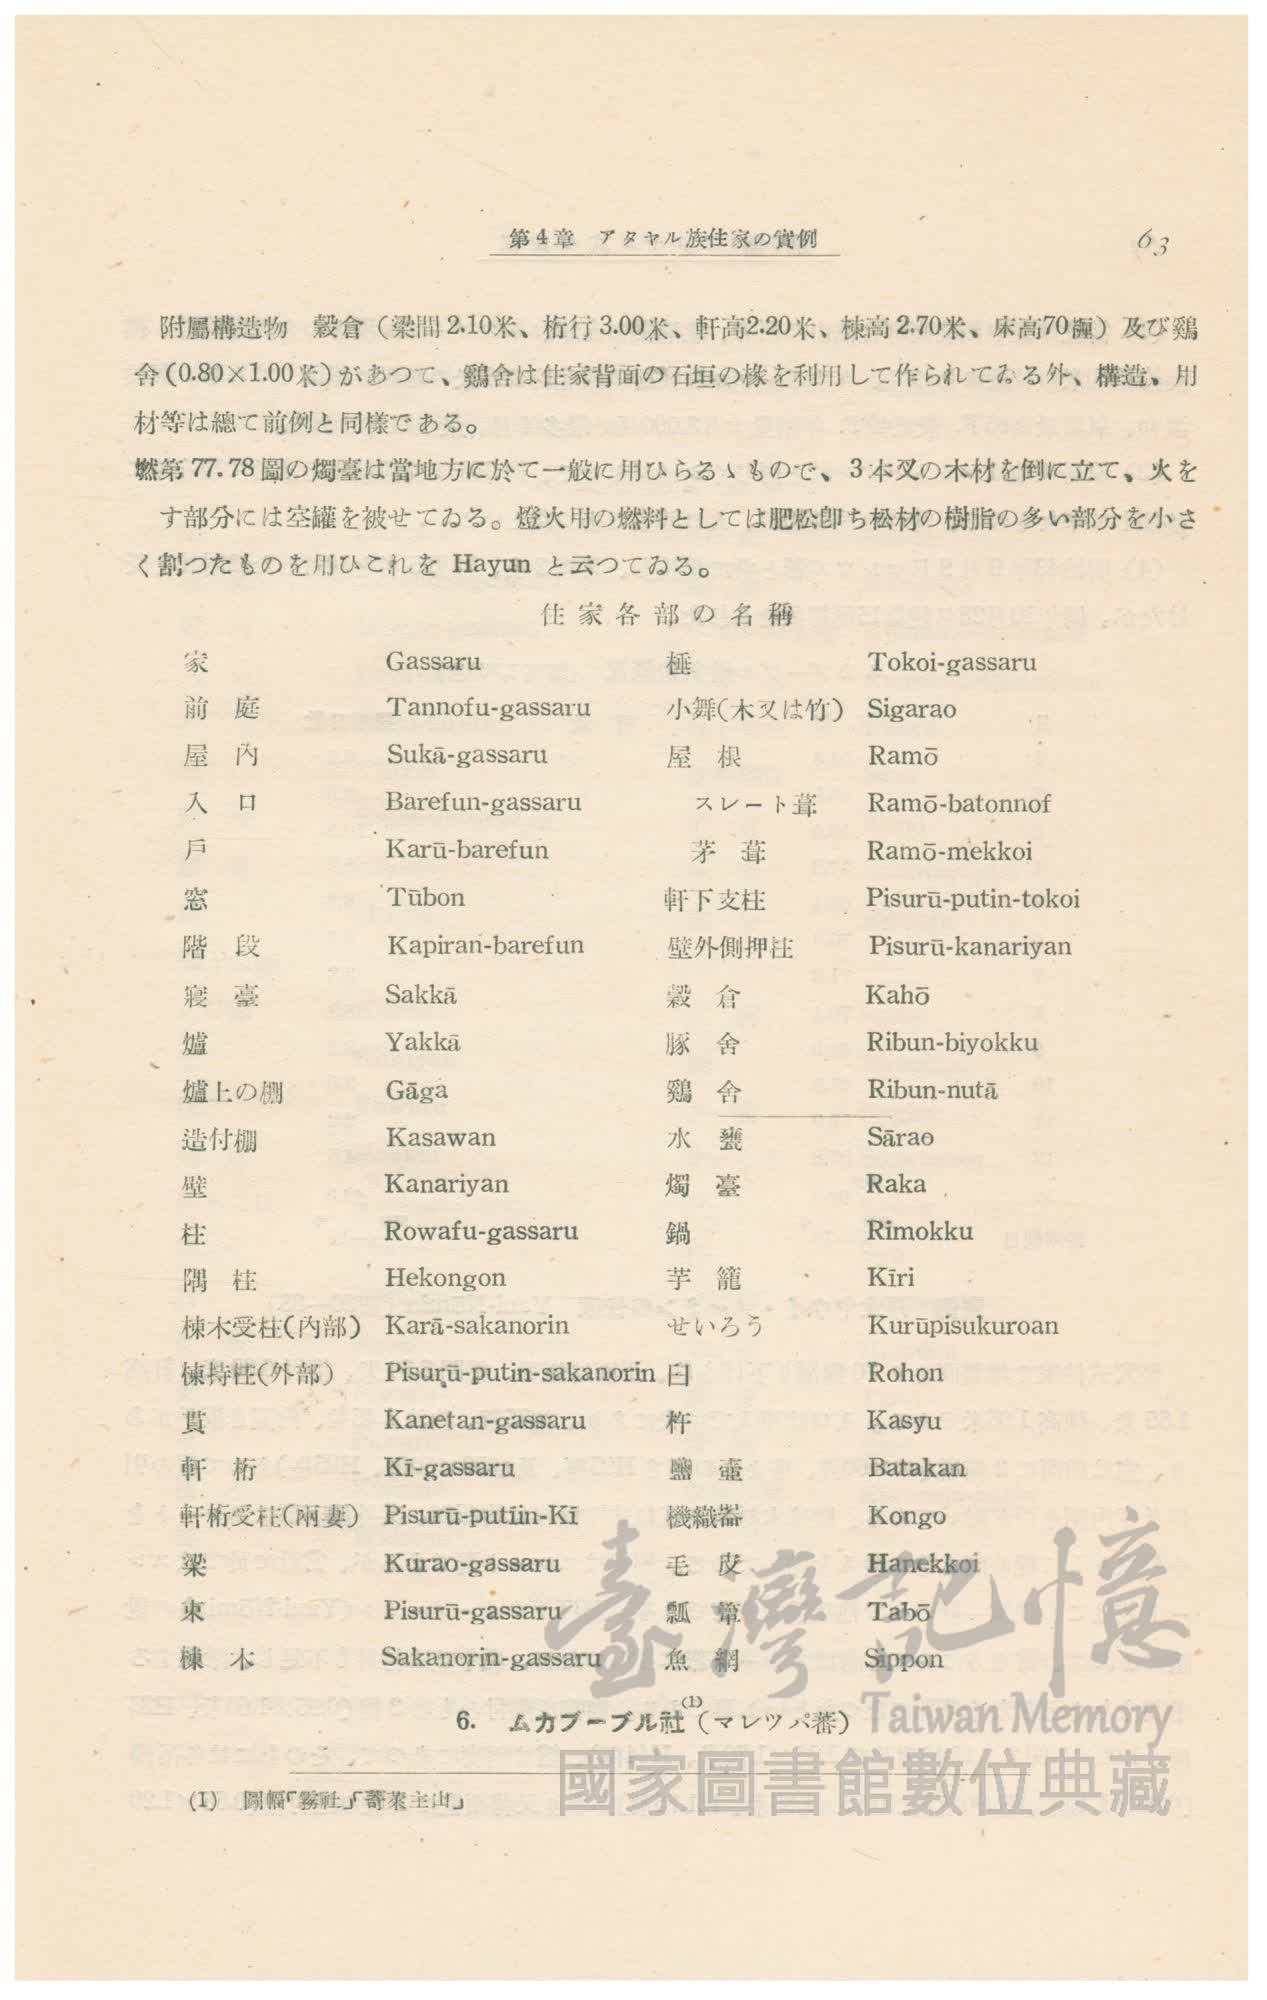 第4章 アタヤル族住家の實例 63
附屬構造物 穀倉(梁間2.10米、桁行3.00米、軒高2.20米、棟高2.70米、床高70糎)及び鷄
舎(0.80×1.00米)があつて、鷄舎は住家背面の石垣の椽を利用して作られてゐる外、構造、用
材等は總て前例と同樣である。
燃第77.78圖の燭臺は當地方に於て一般に用ひらるゝもので、3本叉の木材を倒に立て、火を
す部分には空罐を被せてゐる。燈火用の燃料としては肥松卽ち松材の樹脂の多い部分を小さ
く割つたものを用ひこれを Hayun と云つてゐる。
住家各部の名稱
家 Gassaru 棰 Tokoi-gassaru
前庭 Tannofu-gassaru 小舞(木又は竹) Sigarao
屋內 Sukā-gassaru 屋根 Ramō
入口 Barefun-gassaru スレート葺 Ramō-batonnof
戶 Karū-barefun 茅葺 Ramō-mekkoi
窓 Tūbon 軒下支柱 Pisurū-putin-tokoi
階段 Kapiran-barefun 壁外側押柱 Pisurū-kanariyan
寢臺 Sakkā 穀倉 Kahō
爐 Yakkā 豚舍 Ribun-biyokku
爐上の棚 Gāga 鷄舍 Ribun-nutā
造付棚 Kasawan 水甕 Sārao
壁 Kanariyan 燭臺 Raka
柱 Rowafu-gassaru 鍋 Rimokku
隅柱 Hekongon 芋籠 Kīri
棟木受柱(內部) Karā-sakanorin せいろう Kurūpisukuroan
棟持柱(外部) Pisurū-putin-sakanorin 臼 Rohon
貫 Kanetan-gassaru 杵 Kasyu
軒桁 Kī-gassaru 鹽壷 Batakan
軒桁受柱(兩妻) Pisurū-putiin-Kī 機織器 Kongo
梁 Kurao-gassaru 毛皮 Hanekkoi
束 Pisurū-gassaru 瓢簞 Tabō
棟木 Sakanorin-gassaru 魚網 Sippon
6. ムカブーブル社(1)(マレツパ蕃)
(1) 圖幅「霧社」「蕎萊主山」
臺灣記憶
Taiwan Memory
國家圖書館數位典藏